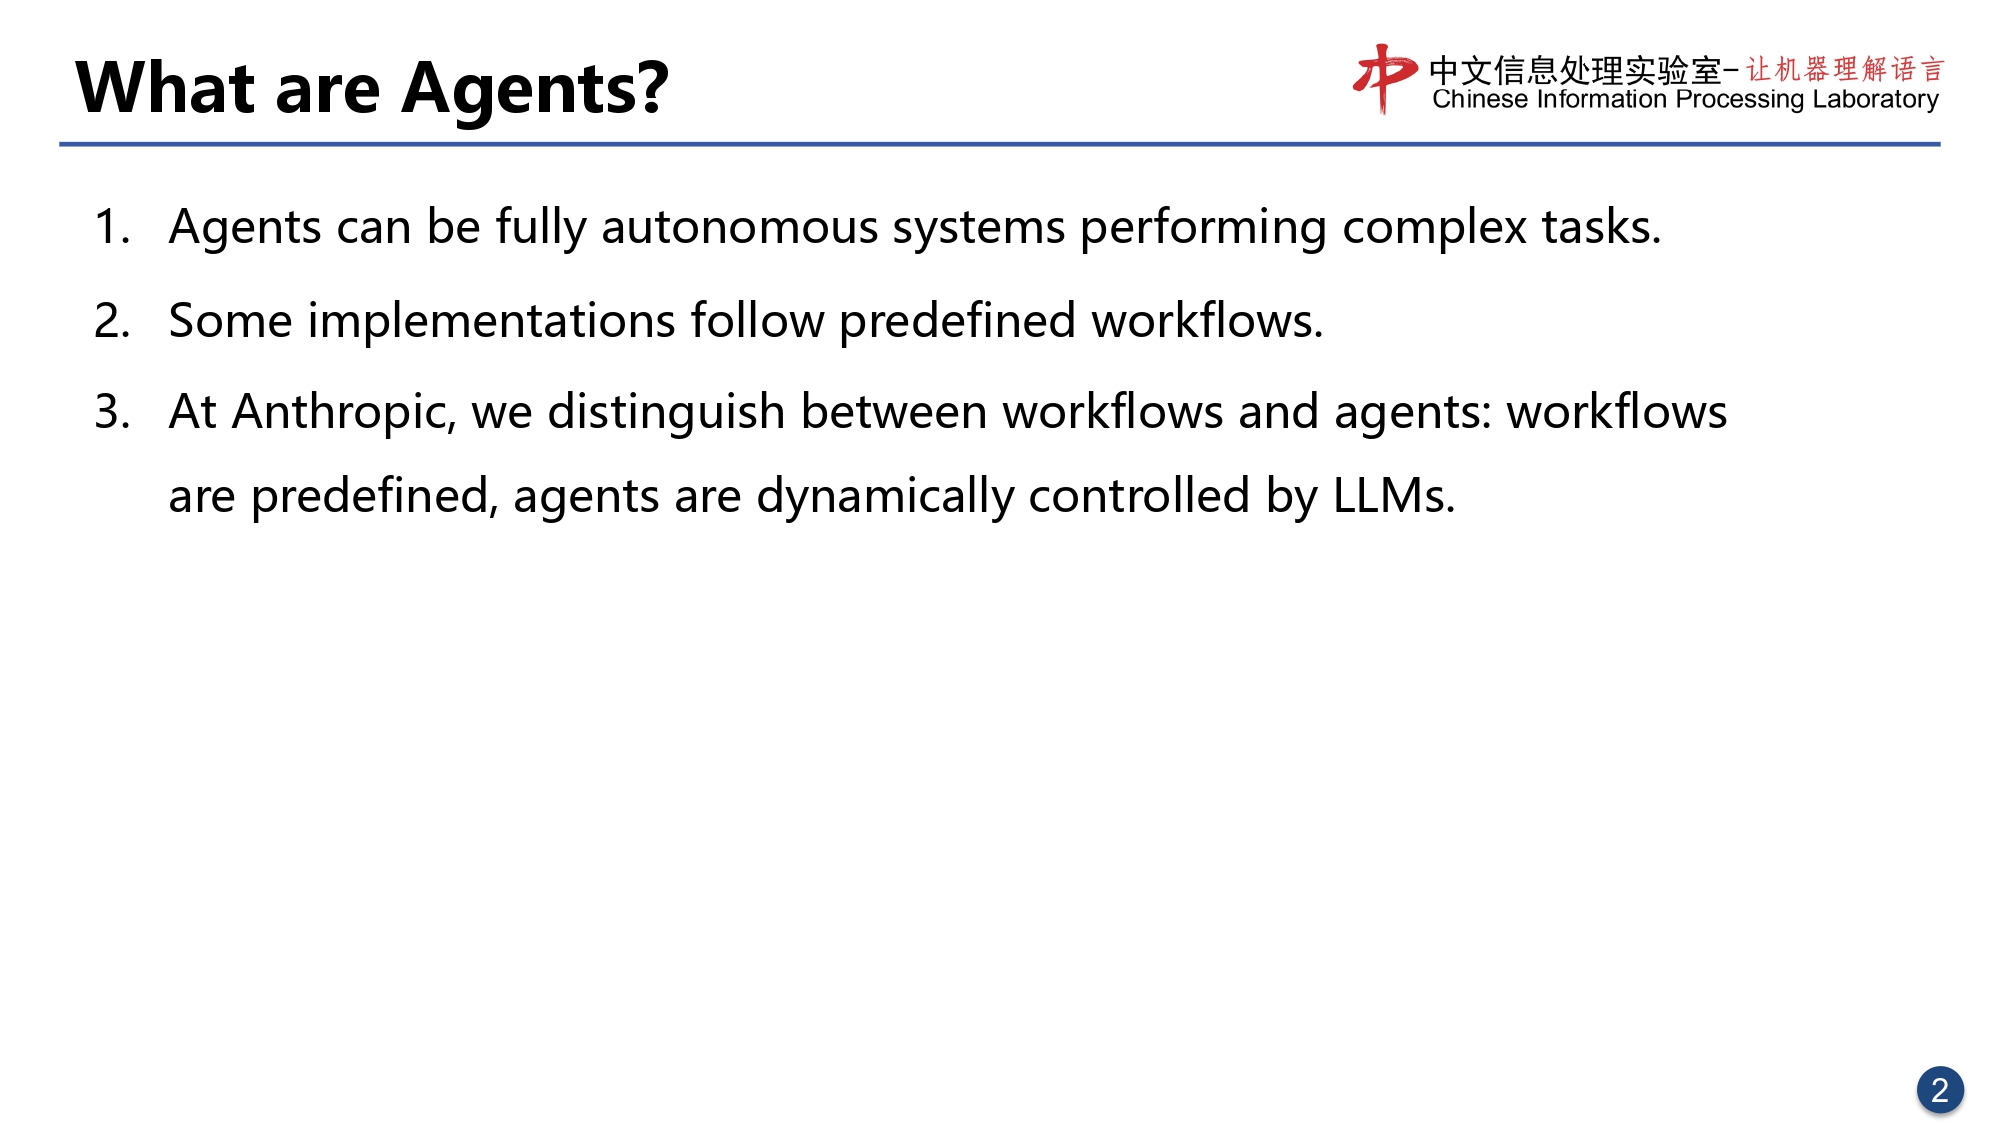 What are Agents?
中文信息处理实验室-让机器理解语言
Chinese Information Processing Laboratory
1. Agents can be fully autonomous systems performing complex tasks.
2. Some implementations follow predefined workflows.
3. At Anthropic, we distinguish between workflows and agents: workflows
are predefined, agents are dynamically controlled by LLMs.
2